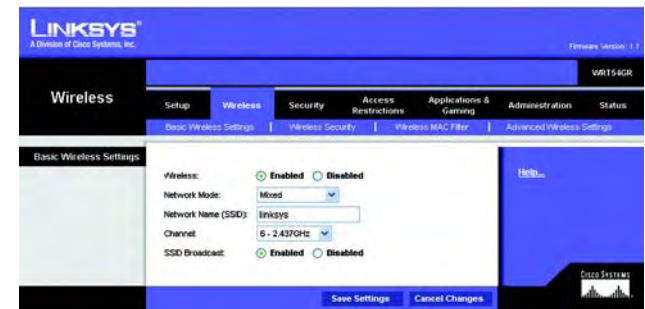 LINKSYS®
A Division of Cisco Systems, Inc.
Firmware Version: 1.1
WRT54GR
Wireless
Setup Wireless Security Access Restrictions Applications & Gaming Administration Status
Basic Wireless Settings | Wireless Security | Wireless MAC Filter | Advanced Wireless Settings
Basic Wireless Settings
Wireless: Enabled Disabled
Help...
Network Mode: Mixed
Network Name (SSID): linksys
Channel: 6 - 2.437GHz
SSID Broadcast: Enabled Disabled
Save Settings Cancel Changes
CISCO SYSTEMS